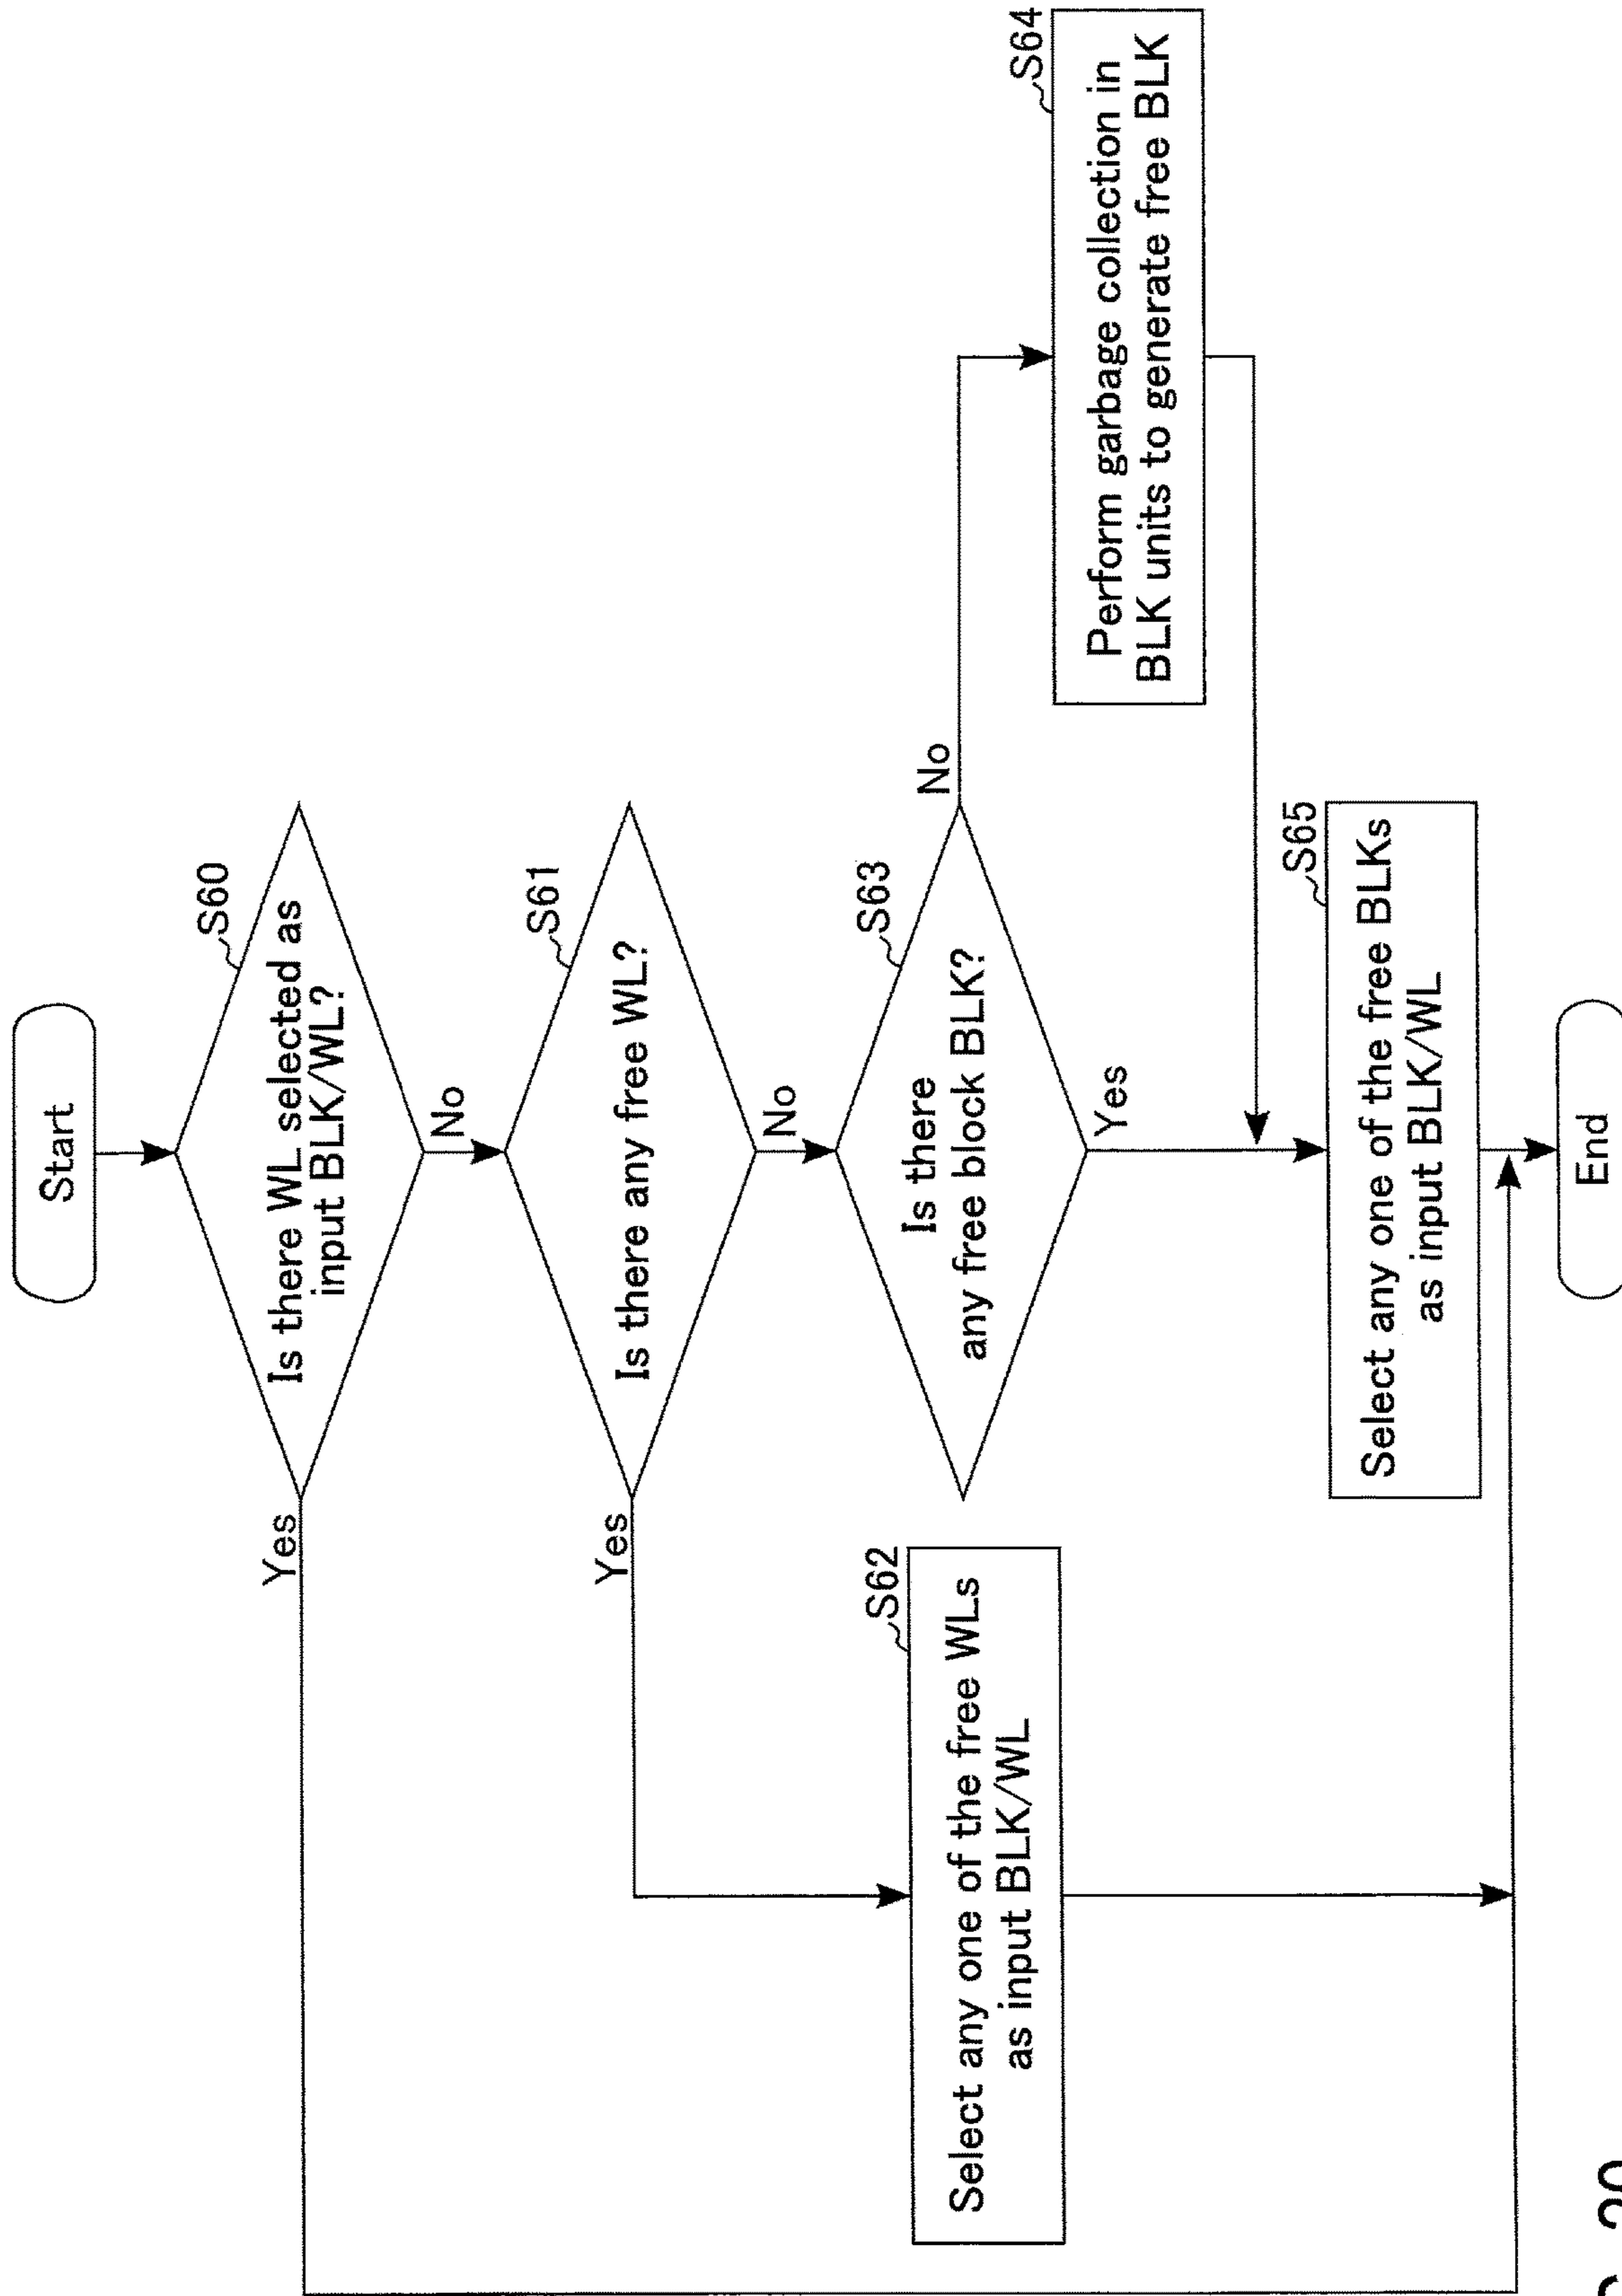 Start
S60
Is there WL selected as
input BLK/WL?
Yes
No
S61
Is there any free WL?
Yes
No
S63
Is there
any free block BLK?
No
Yes
S62
Select any one of the free WLs
as input BLK/WL
S64
Perform garbage collection in
BLK units to generate free BLK
S65
Select any one of the free BLKs
as input BLK/WL
End